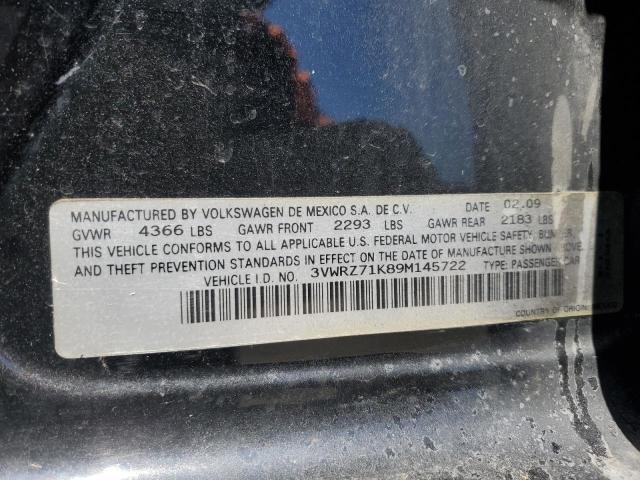 MANUFACTURED BY VOLKSWAGEN DE MEXICO S.A. DE C.V. DATE 02.09
GVWR 4366 LBS GAWR FRONT 2293 LBS GAWR REAR 2183 LBS
THIS VEHICLE CONFORMS TO ALL APPLICABLE U.S. FEDERAL MOTOR VEHICLE SAFETY, BUMPER,
AND THEFT PREVENTION STANDARDS IN EFFECT ON THE DATE OF MANUFACTURE SHOWN ABOVE.
VEHICLE I.D. NO. 3VWRZ71K89M145722 TYPE: PASSENGER CAR
COUNTRY OF ORIGIN: MEXICO